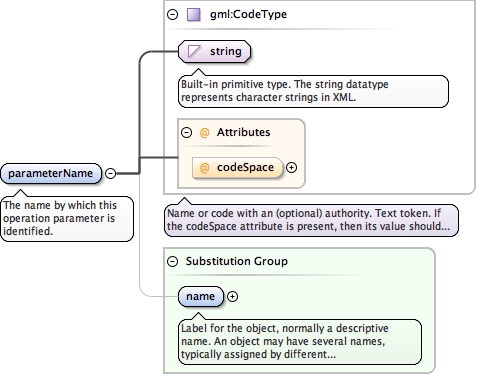 gml:CodeType
string
Built-in primitive type. The string datatype
represents character strings in XML.
@ Attributes
@ codeSpace
parameterName
The name by which this
operation parameter is
identified.
Name or code with an (optional) authority. Text token. If
the codeSpace attribute is present, then its value should...
Substitution Group
name
Label for the object, normally a descriptive
name. An object may have several names,
typically assigned by different...